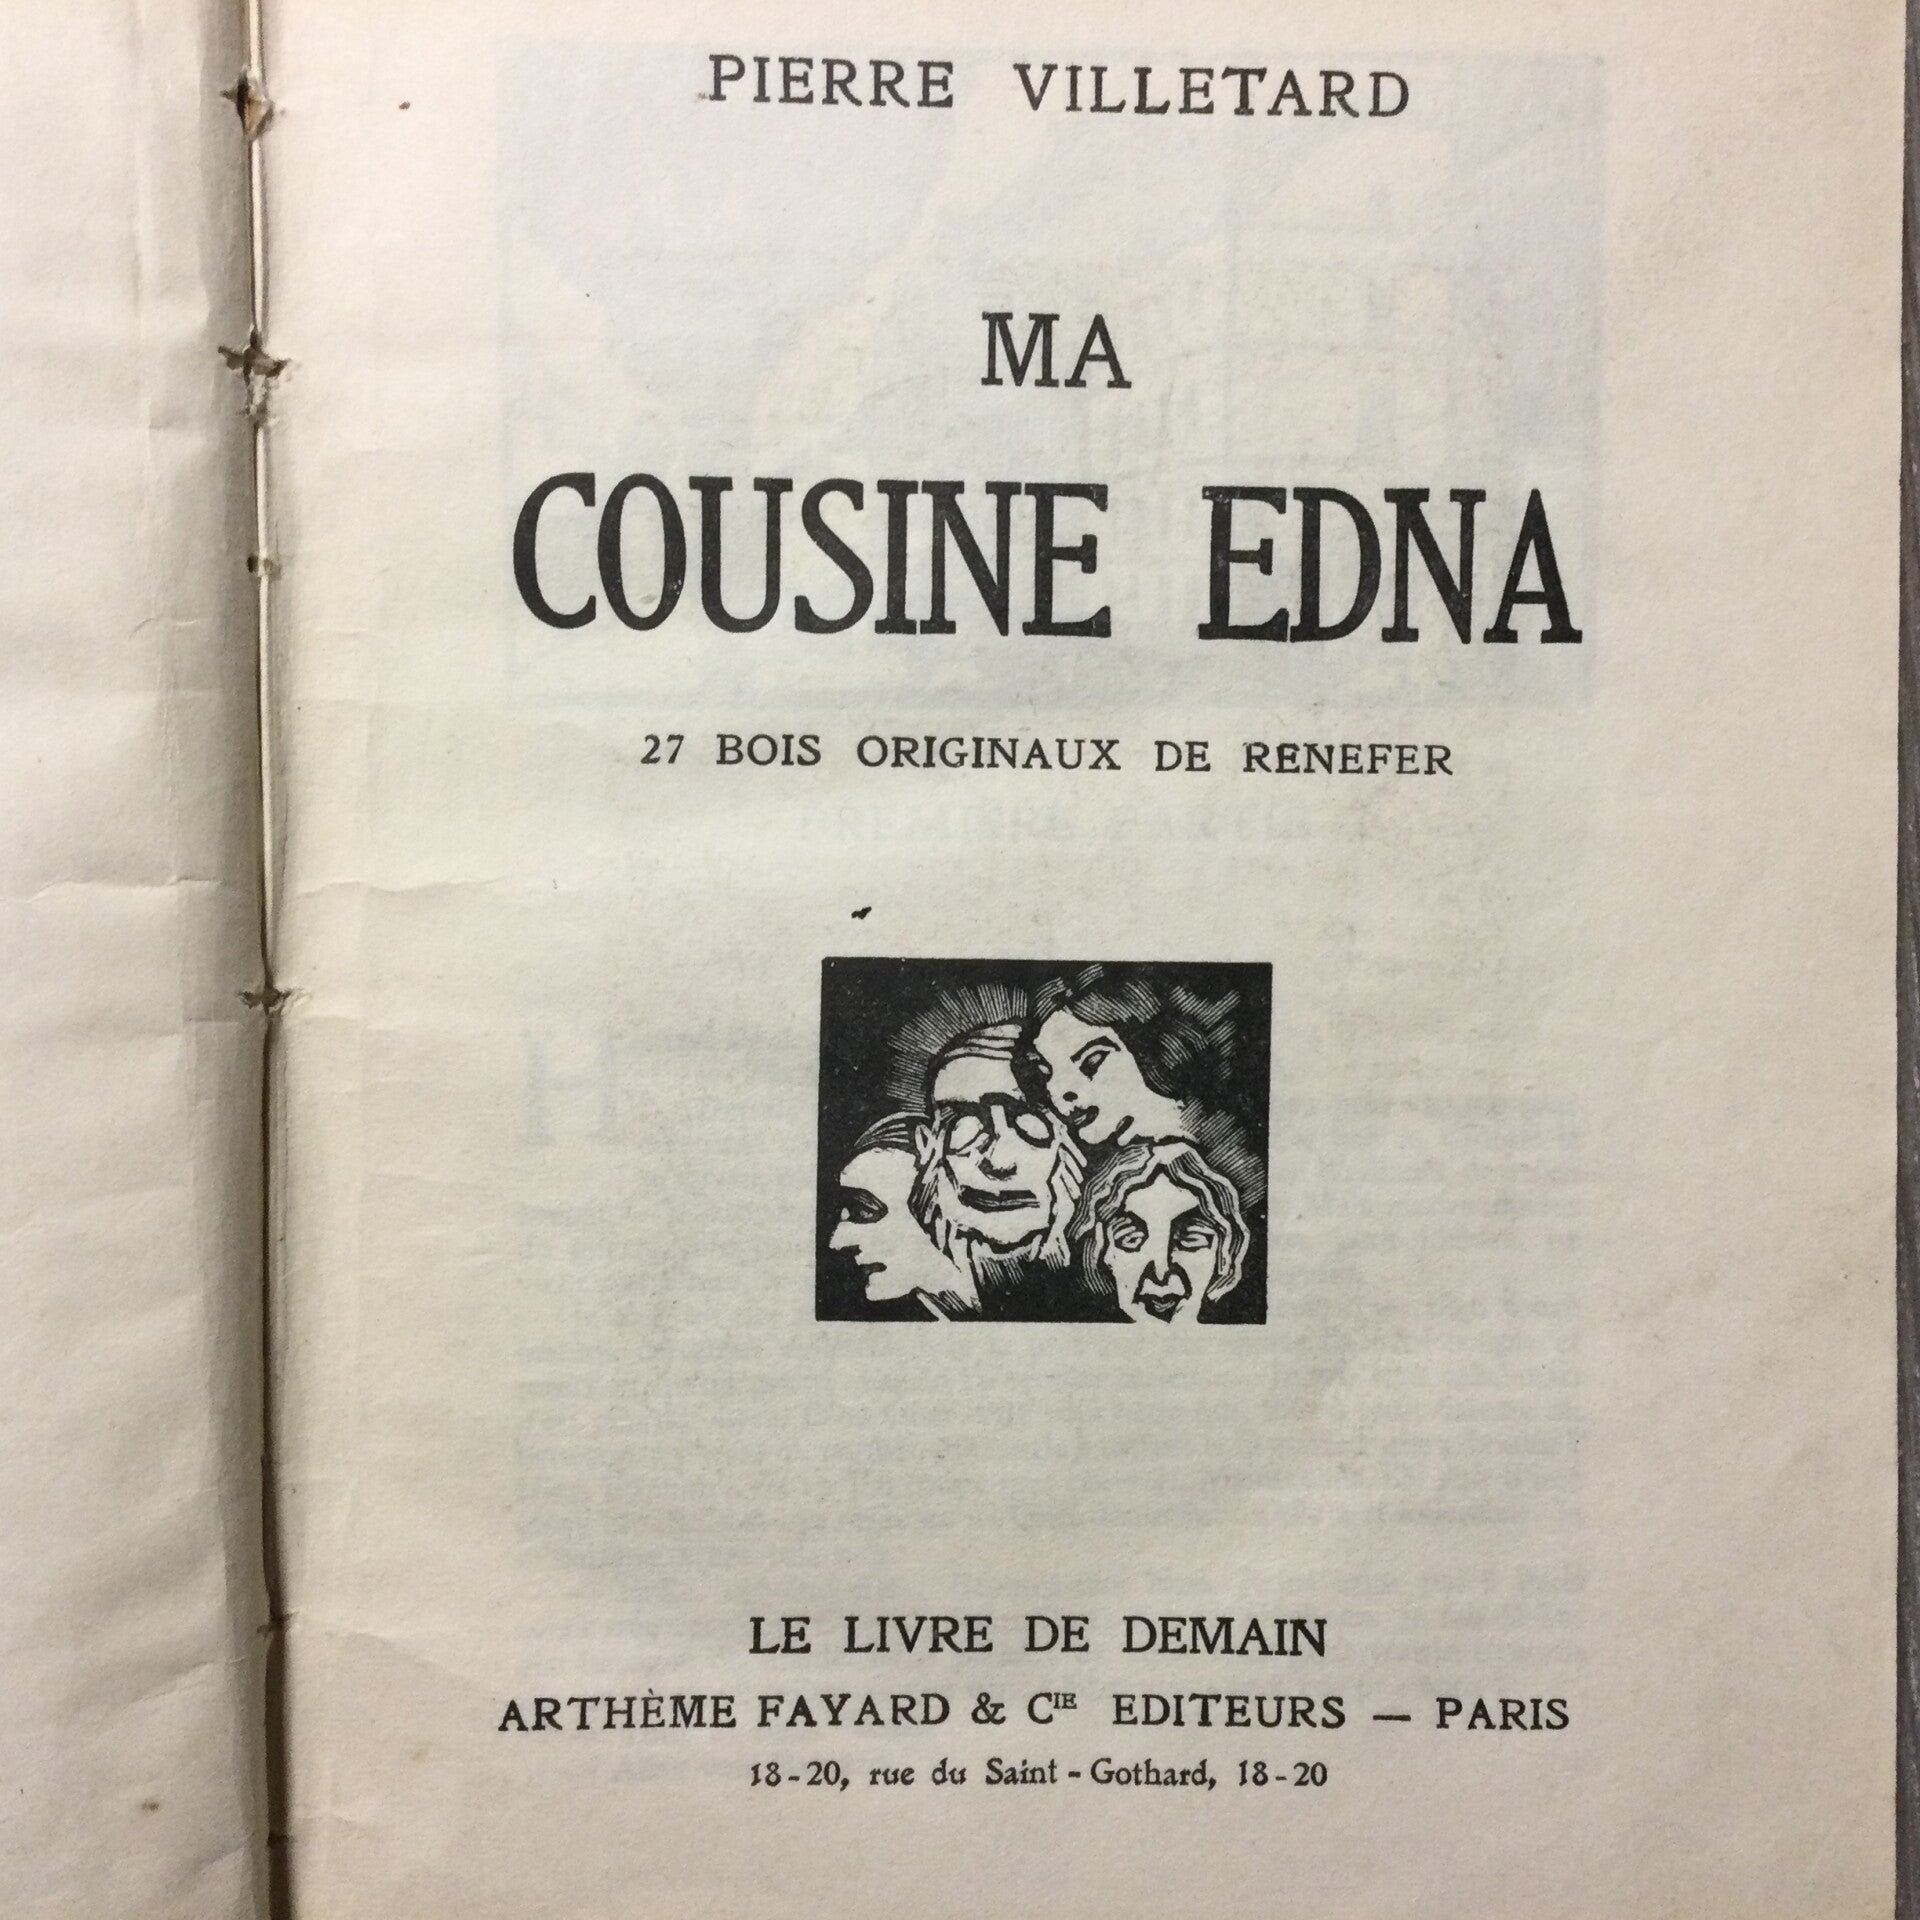 PIERRE VILLETARD
MA
COUSINE EDNA
27 BOIS ORIGINAUX DE RENEFER
LE LIVRE DE DEMAIN
ARTHÈME FAYARD & CIE EDITEURS — PARIS
18-20, rue du Saint-Gothard, 18-20